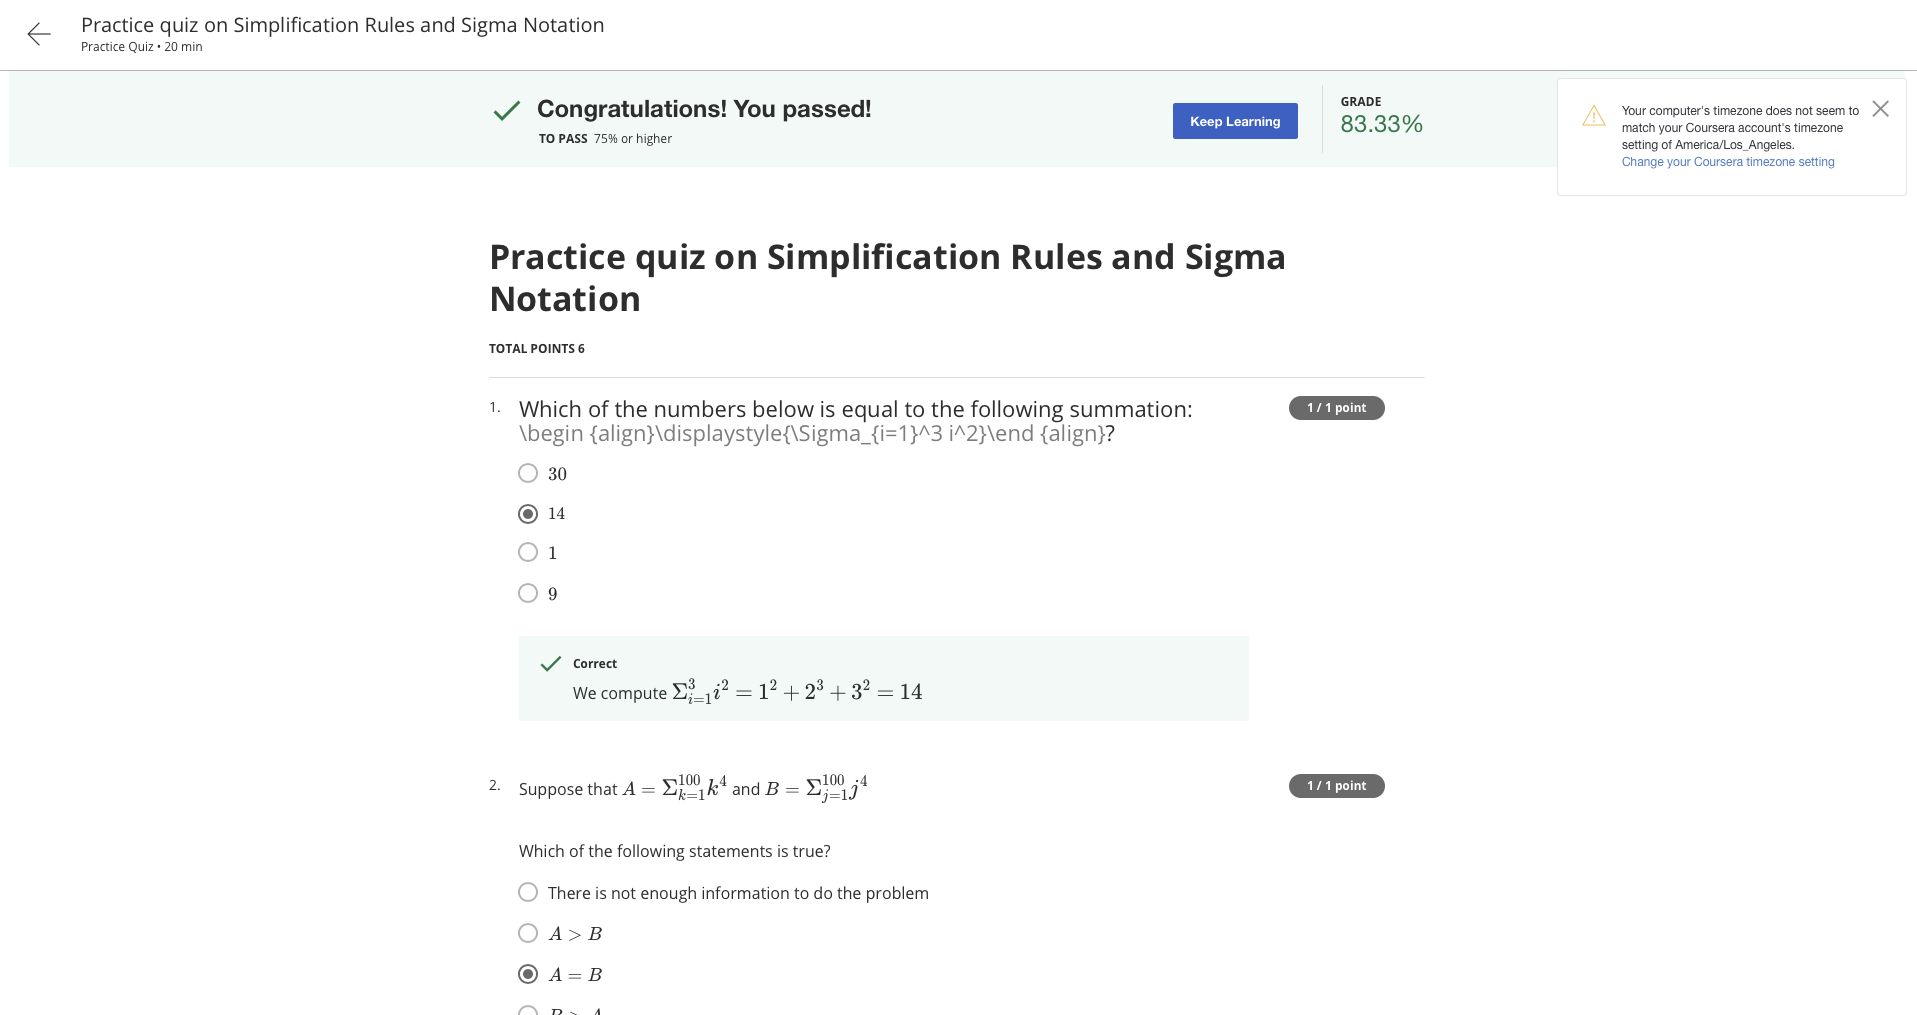 Practice quiz on Simplification Rules and Sigma Notation
Practice Quiz • 20 min
Congratulations! You passed!
TO PASS 75% or higher
Keep Learning
GRADE
83.33%
Your computer's timezone does not seem to
match your Coursera account's timezone
setting of America/Los_Angeles.
Change your Coursera timezone setting
Practice quiz on Simplification Rules and Sigma
Notation
TOTAL POINTS 6
1. Which of the numbers below is equal to the following summation:
\begin {align}\displaystyle{\Sigma_{i=1}^3 i^2}\end {align}?
1 / 1 point
30
14
1
9
Correct
We compute Σ_{i=1}^{3} i^2 = 1^2 + 2^3 + 3^2 = 14
2. Suppose that A = Σ_{k=1}^{100} k^4 and B = Σ_{j=1}^{100} j^4
1 / 1 point
Which of the following statements is true?
There is not enough information to do the problem
A > B
A = B
B > A